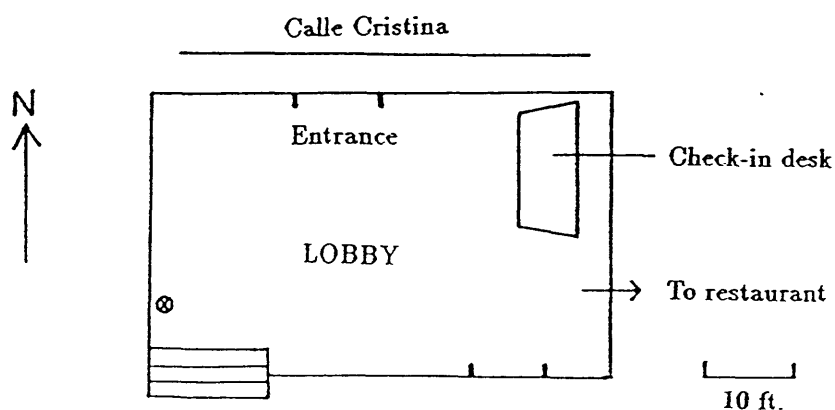 Calle Cristina
N
Entrance
Check-in desk
LOBBY
To restaurant
10 ft.